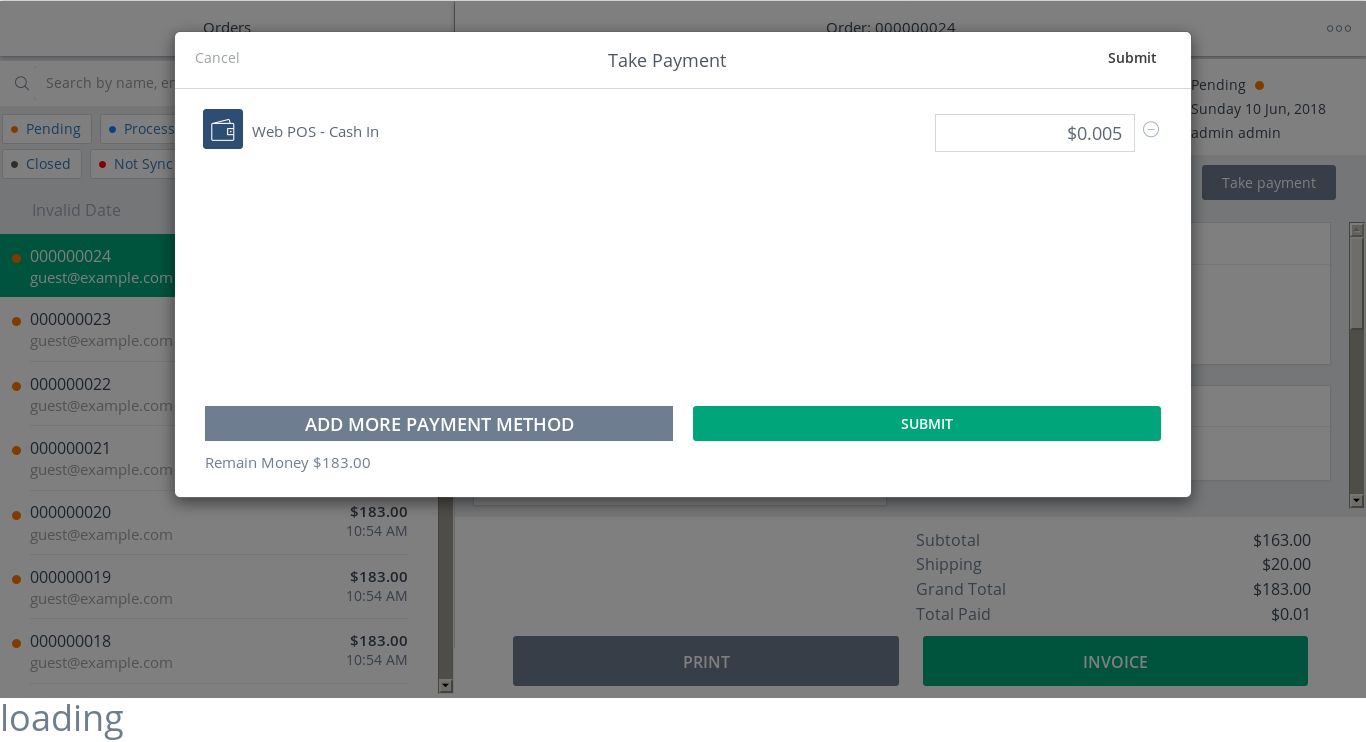 Orders
Order: 000000024
Cancel
Take Payment
Submit
Search by name, em
Pending
Process
Closed
Not Sync
Invalid Date
000000024
guest@example.com
000000023
guest@example.com
000000022
guest@example.com
000000021
guest@example.com
000000020
$183.00
guest@example.com
10:54 AM
000000019
$183.00
guest@example.com
10:54 AM
000000018
$183.00
guest@example.com
10:54 AM
Web POS - Cash In
$0.005
ADD MORE PAYMENT METHOD
SUBMIT
Remain Money $183.00
Pending
Sunday 10 Jun, 2018
admin admin
Take payment
Subtotal
$163.00
Shipping
$20.00
Grand Total
$183.00
Total Paid
$0.01
PRINT
INVOICE
loading